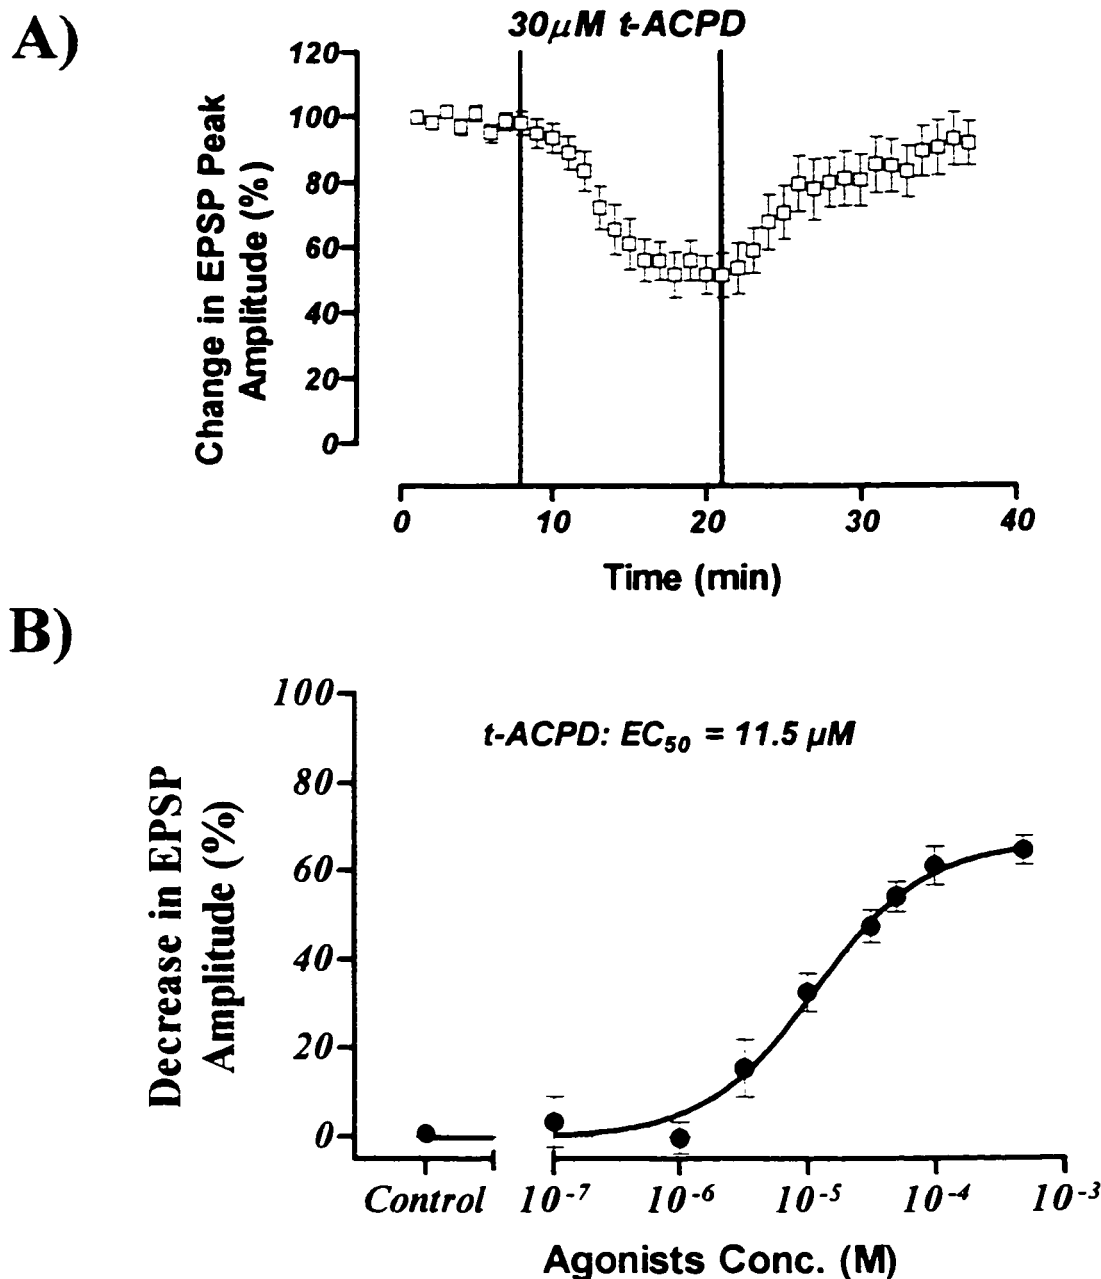 A)
30μM t-ACPD
120
100
80
60
40
20
0
Change in EPSP Peak
Amplitude (%)
0 10 20 30 40
Time (min)
B)
100
80
60
40
20
0
t-ACPD: EC50 = 11.5 μM
Decrease in EPSP
Amplitude (%)
Control 10-7 10-6 10-5 10-4 10-3
Agonists Conc. (M)